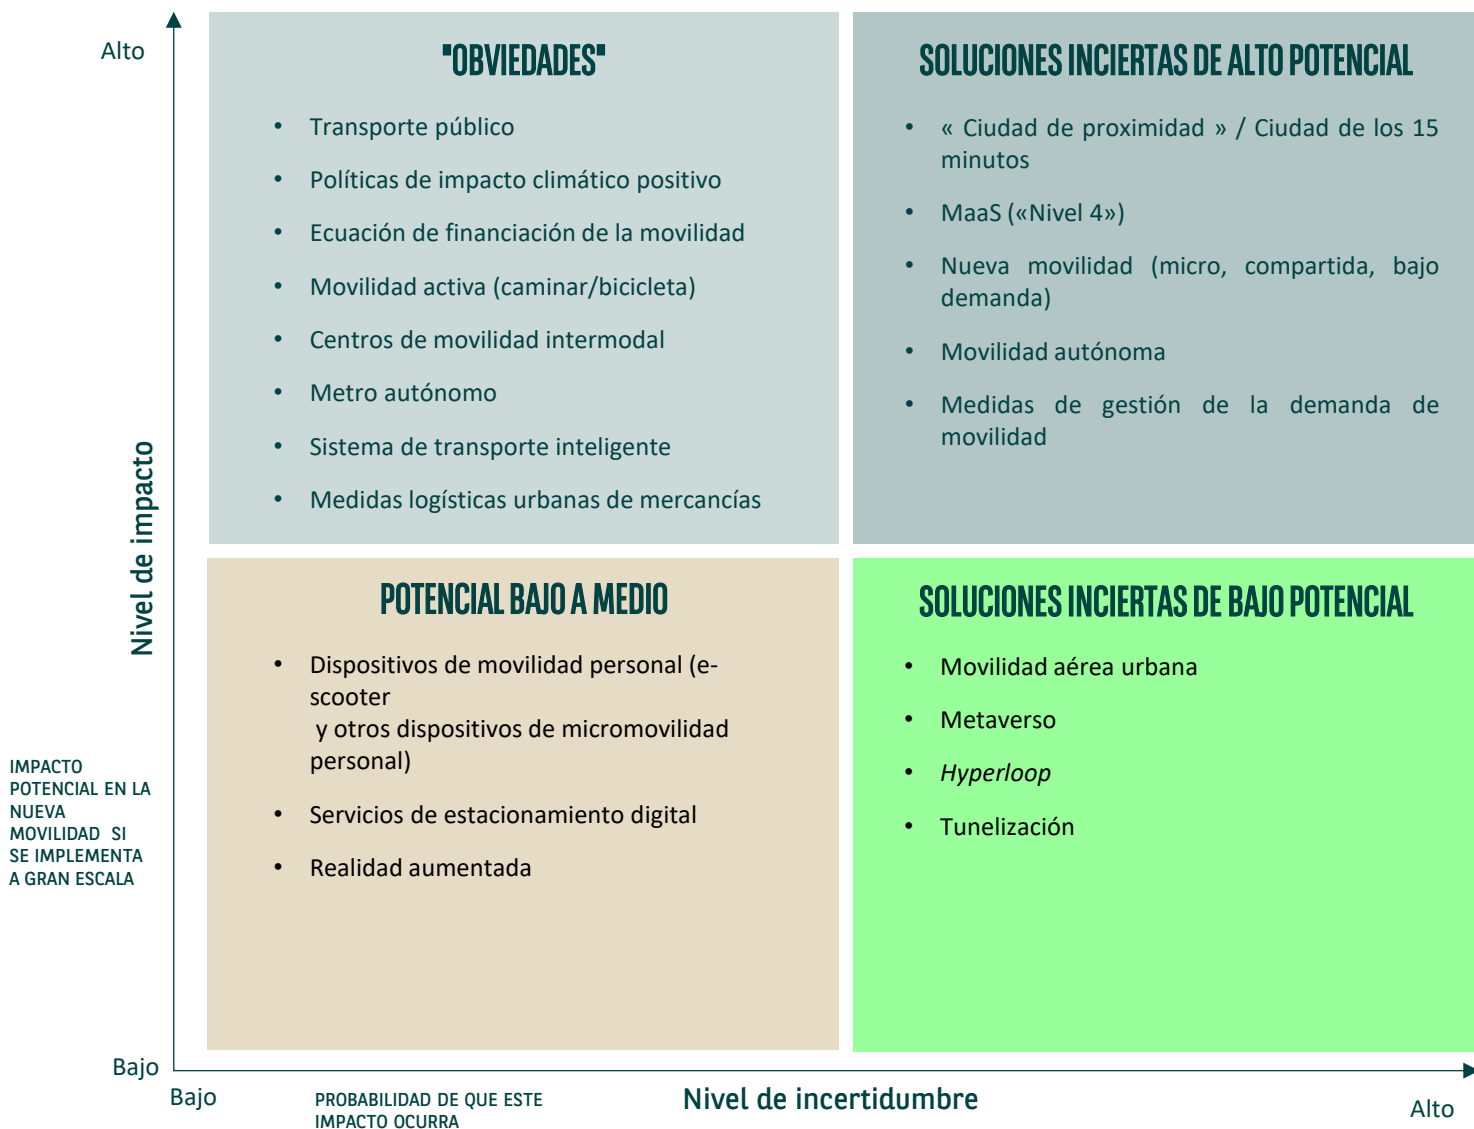 Alto
"OBVIEDADES"
• Transporte público
• Políticas de impacto climático positivo
• Ecuación de financiación de la movilidad
• Movilidad activa (caminar/bicicleta)
• Centros de movilidad intermodal
• Metro autónomo
• Sistema de transporte inteligente
• Medidas logísticas urbanas de mercancías
SOLUCIONES INCIERTAS DE ALTO POTENCIAL
• « Ciudad de proximidad » / Ciudad de los 15
minutos
• MaaS («Nivel 4»)
• Nueva movilidad (micro, compartida, bajo
demanda)
• Movilidad autónoma
• Medidas de gestión de la demanda de
movilidad
Nivel de impacto
POTENCIAL BAJO A MEDIO
• Dispositivos de movilidad personal (e-
scooter
y otros dispositivos de micromovilidad
personal)
• Servicios de estacionamiento digital
• Realidad aumentada
SOLUCIONES INCIERTAS DE BAJO POTENCIAL
• Movilidad aérea urbana
• Metaverso
• Hyperloop
• Tunelización
IMPACTO
POTENCIAL EN LA
NUEVA
MOVILIDAD SI
SE IMPLEMENTA
A GRAN ESCALA
Bajo
Bajo
PROBABILIDAD DE QUE ESTE
IMPACTO OCURRA
Nivel de incertidumbre
Alto